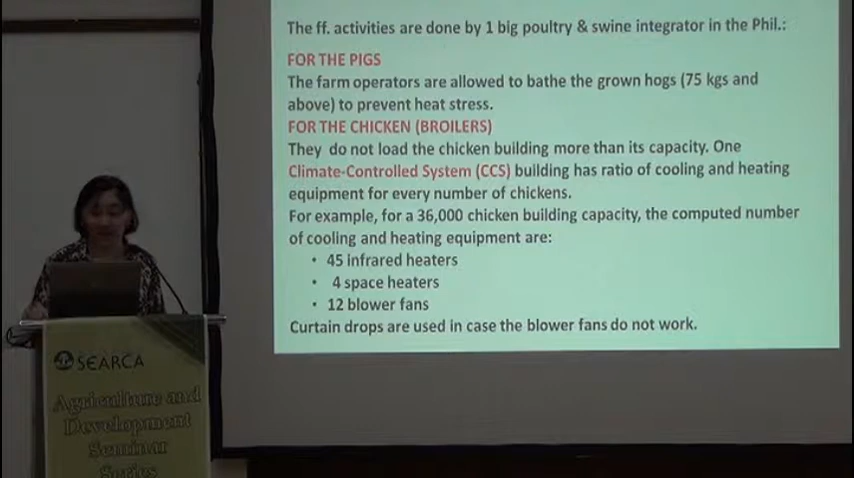 The ff. activities are done by 1 big poultry & swine integrator in the Phil.:
FOR THE PIGS
The farm operators are allowed to bathe the grown hogs (75 kgs and
above) to prevent heat stress.
FOR THE CHICKEN (BROILERS)
They do not load the chicken building more than its capacity. One
Climate-Controlled System (CCS) building has ratio of cooling and heating
equipment for every number of chickens.
For example, for a 36,000 chicken building capacity, the computed number
of cooling and heating equipment are:
• 45 infrared heaters
• 4 space heaters
• 12 blower fans
Curtain drops are used in case the blower fans do not work.
SEARCA
Agriculture and
Development
Seminar
Series